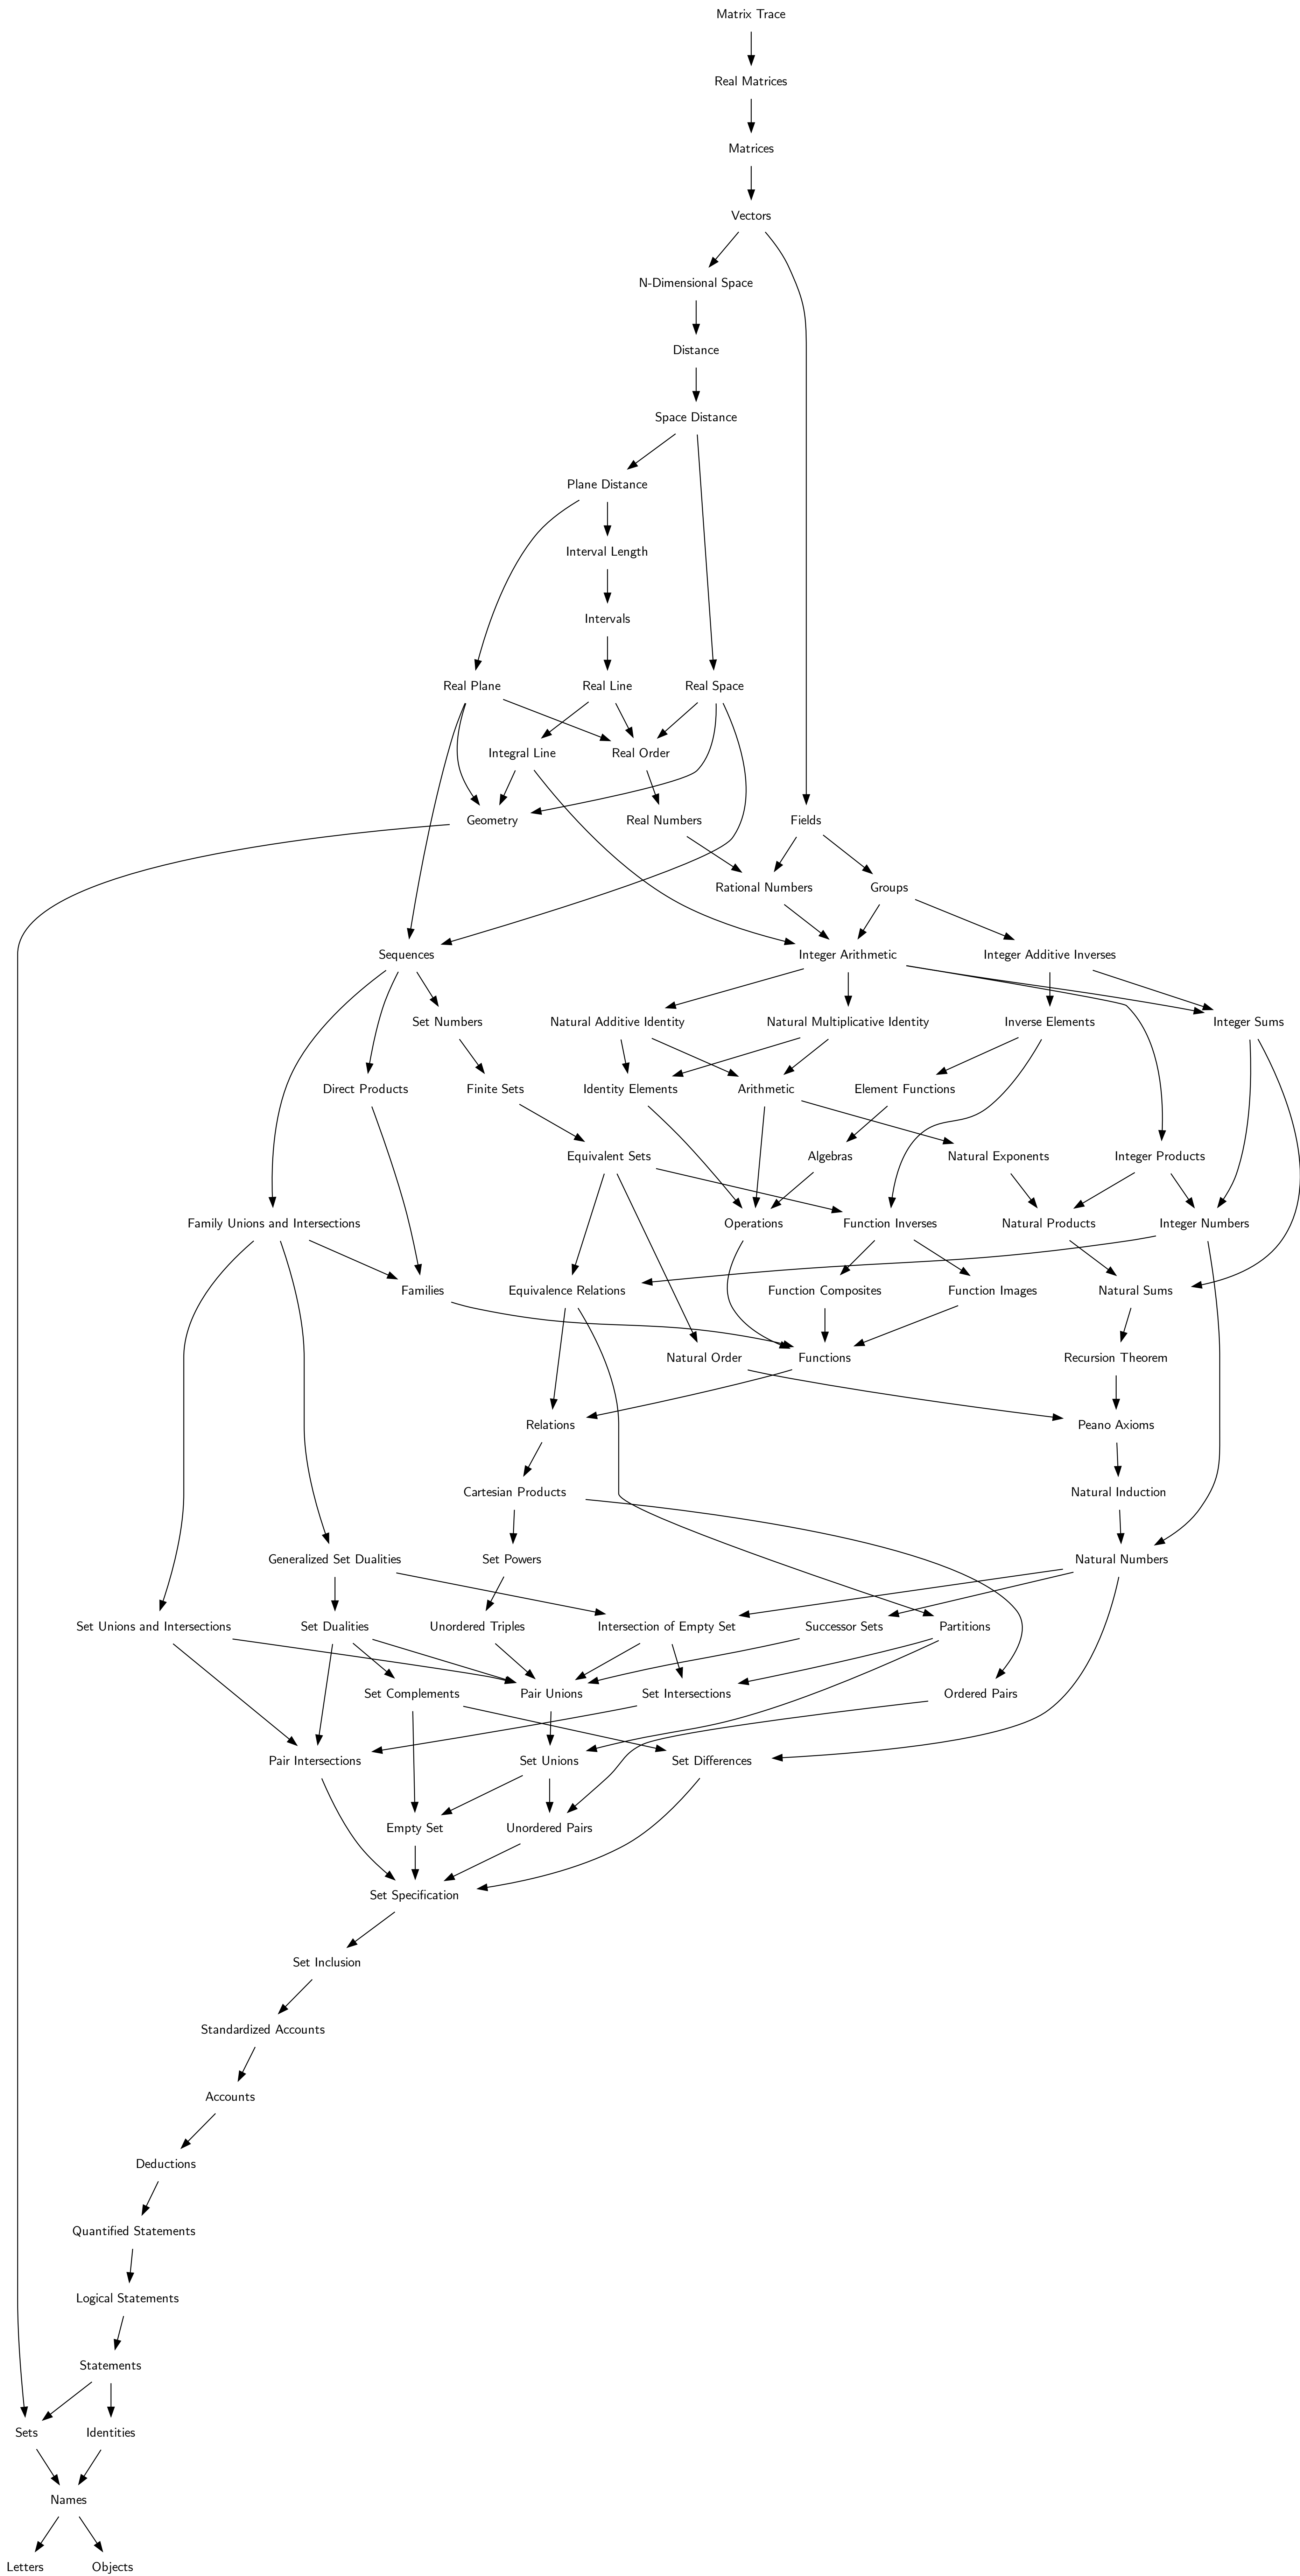 Matrix Trace
Real Matrices
Matrices
Vectors
N-Dimensional Space
Distance
Space Distance
Plane Distance
Interval Length
Intervals
Real Plane
Real Line
Real Space
Integral Line
Real Order
Geometry
Real Numbers
Fields
Rational Numbers
Groups
Sequences
Integer Arithmetic
Integer Additive Inverses
Set Numbers
Natural Additive Identity
Natural Multiplicative Identity
Inverse Elements
Integer Sums
Direct Products
Finite Sets
Identity Elements
Arithmetic
Element Functions
Equivalent Sets
Algebras
Natural Exponents
Integer Products
Family Unions and Intersections
Operations
Function Inverses
Natural Products
Integer Numbers
Families
Equivalence Relations
Function Composites
Function Images
Natural Sums
Natural Order
Functions
Recursion Theorem
Relations
Peano Axioms
Cartesian Products
Natural Induction
Generalized Set Dualities
Set Powers
Natural Numbers
Set Unions and Intersections
Set Dualities
Unordered Triples
Intersection of Empty Set
Successor Sets
Partitions
Set Complements
Pair Unions
Set Intersections
Ordered Pairs
Pair Intersections
Set Unions
Set Differences
Empty Set
Unordered Pairs
Set Specification
Set Inclusion
Standardized Accounts
Accounts
Deductions
Quantified Statements
Logical Statements
Statements
Sets
Identities
Names
Letters
Objects